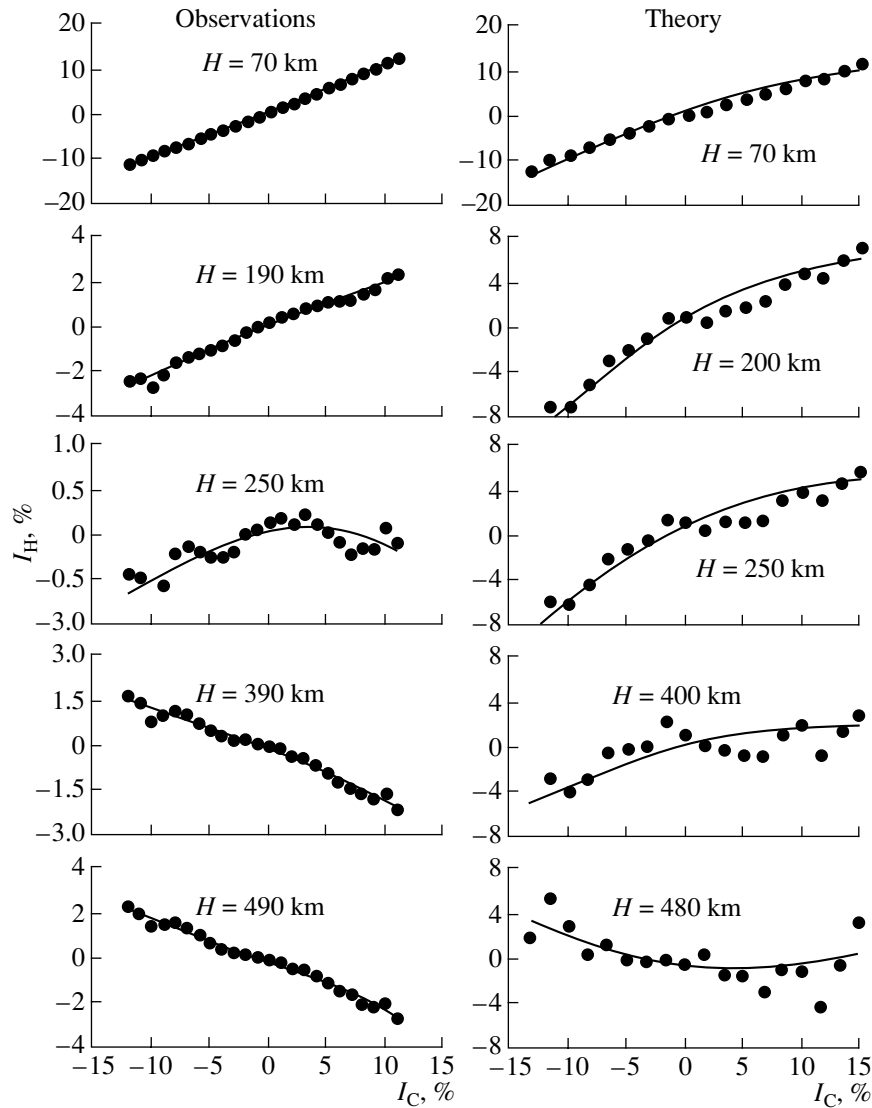 Observations
Theory
20
10
0
−10
−20
H = 70 km
20
10
0
−10
−20
H = 70 km
4
2
0
−2
−4
H = 190 km
8
4
0
−4
−8
H = 200 km
1.0
0.5
0
−0.5
−3.0
H = 250 km
I_H, %
8
4
0
−4
−8
H = 250 km
3.0
1.5
0
−1.5
−3.0
H = 390 km
8
4
0
−4
−8
H = 400 km
4
2
0
−2
−4
H = 490 km
8
4
0
−4
−8
H = 480 km
−15 −10 −5 0 5 10 15
I_C, %
−15 −10 −5 0 5 10 15
I_C, %